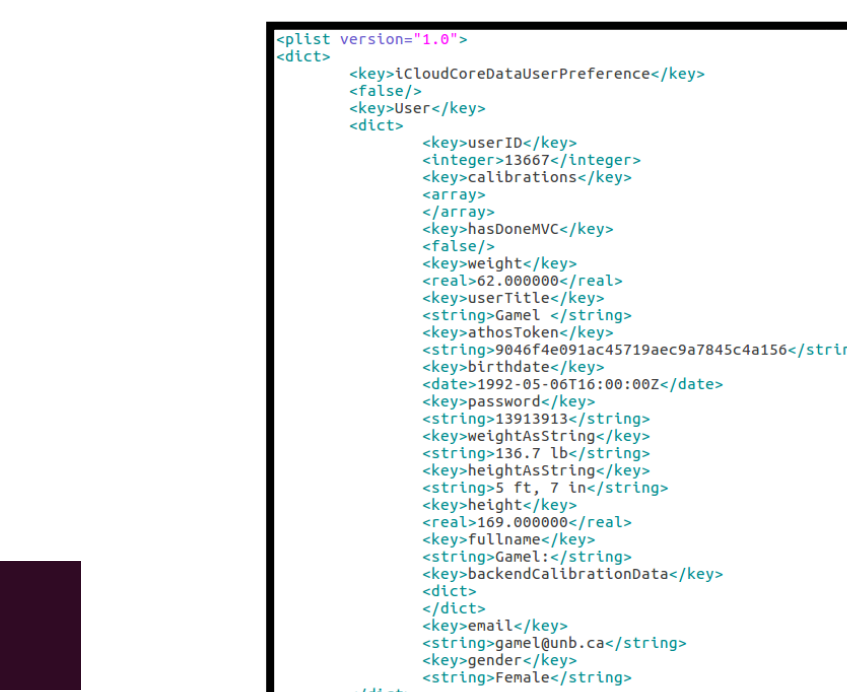 <plist version="1.0">
<dict>
<key>iCloudCoreDataUserPreference</key>
<false/>
<key>User</key>
<dict>
<key>userID</key>
<integer>13667</integer>
<key>calibrations</key>
<array>
</array>
<key>hasDoneMVC</key>
<false/>
<key>weight</key>
<real>62.000000</real>
<key>userTitle</key>
<string>Gamel </string>
<key>athosToken</key>
<string>9046f4e091ac45719aec9a7845c4a156</strin
<key>birthdate</key>
<date>1992-05-06T16:00:00Z</date>
<key>password</key>
<string>13913913</string>
<key>weightAsString</key>
<string>136.7 lb</string>
<key>heightAsString</key>
<string>5 ft, 7 in</string>
<key>height</key>
<real>169.000000</real>
<key>fullname</key>
<string>Gamel:</string>
<key>backendCalibrationData</key>
<dict>
</dict>
<key>email</key>
<string>gamel@unb.ca</string>
<key>gender</key>
<string>Female</string>